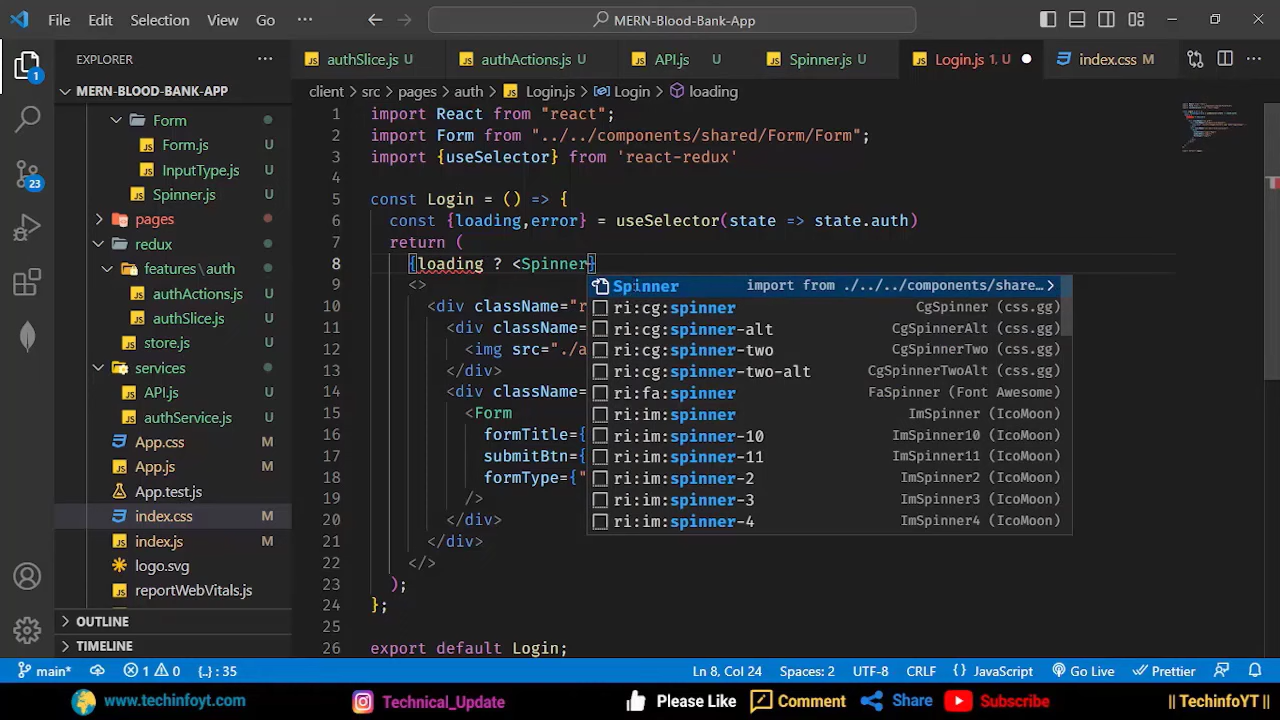 File Edit Selection View Go ··· MERN-Blood-Bank-App
EXPLORER ···
MERN-BLOOD-BANK-APP
Form
Form.js U
InputType.js U
Spinner.js U
pages
redux
features\auth
authActions.js U
authSlice.js U
store.js U
services
API.js U
authService.js U
App.css M
App.js M
App.test.js
index.css M
index.js M
logo.svg
reportWebVitals.js
OUTLINE
TIMELINE
1
23
authSlice.js U authActions.js U API.js U Spinner.js U Login.js 1, U index.css M ···
client > src > pages > auth > Login.js > Login > loading
1 import React from "react";
2 import Form from "../../components/shared/Form/Form";
3 import {useSelector} from 'react-redux'
4
5 const Login = () => {
6 const {loading,error} = useSelector(state => state.auth)
7 return (
8 {loading ? <Spinner}
9 <>
10 <div className="r
11 <div className=
12 <img src="./a
13 </div>
14 <div className=
15 <Form
16 formTitle={
17 submitBtn={
18 formType={"
19 />
20 </div>
21 </div>
22 </>
23 );
24 };
25
26 export default Login;
Spinner import from ./../../components/share… >
ri:cg:spinner CgSpinner (css.gg)
ri:cg:spinner-alt CgSpinnerAlt (css.gg)
ri:cg:spinner-two CgSpinnerTwo (css.gg)
ri:cg:spinner-two-alt CgSpinnerTwoAlt (css.gg)
ri:fa:spinner FaSpinner (Font Awesome)
ri:im:spinner ImSpinner (IcoMoon)
ri:im:spinner-10 ImSpinner10 (IcoMoon)
ri:im:spinner-11 ImSpinner11 (IcoMoon)
ri:im:spinner-2 ImSpinner2 (IcoMoon)
ri:im:spinner-3 ImSpinner3 (IcoMoon)
ri:im:spinner-4 ImSpinner4 (IcoMoon)
main* 1 0 {..} : 35 Ln 8, Col 24 Spaces: 2 UTF-8 CRLF {} JavaScript Go Live Prettier
www.techinfoyt.com Technical_Update Please Like Comment Share Subscribe || TechinfoYT ||